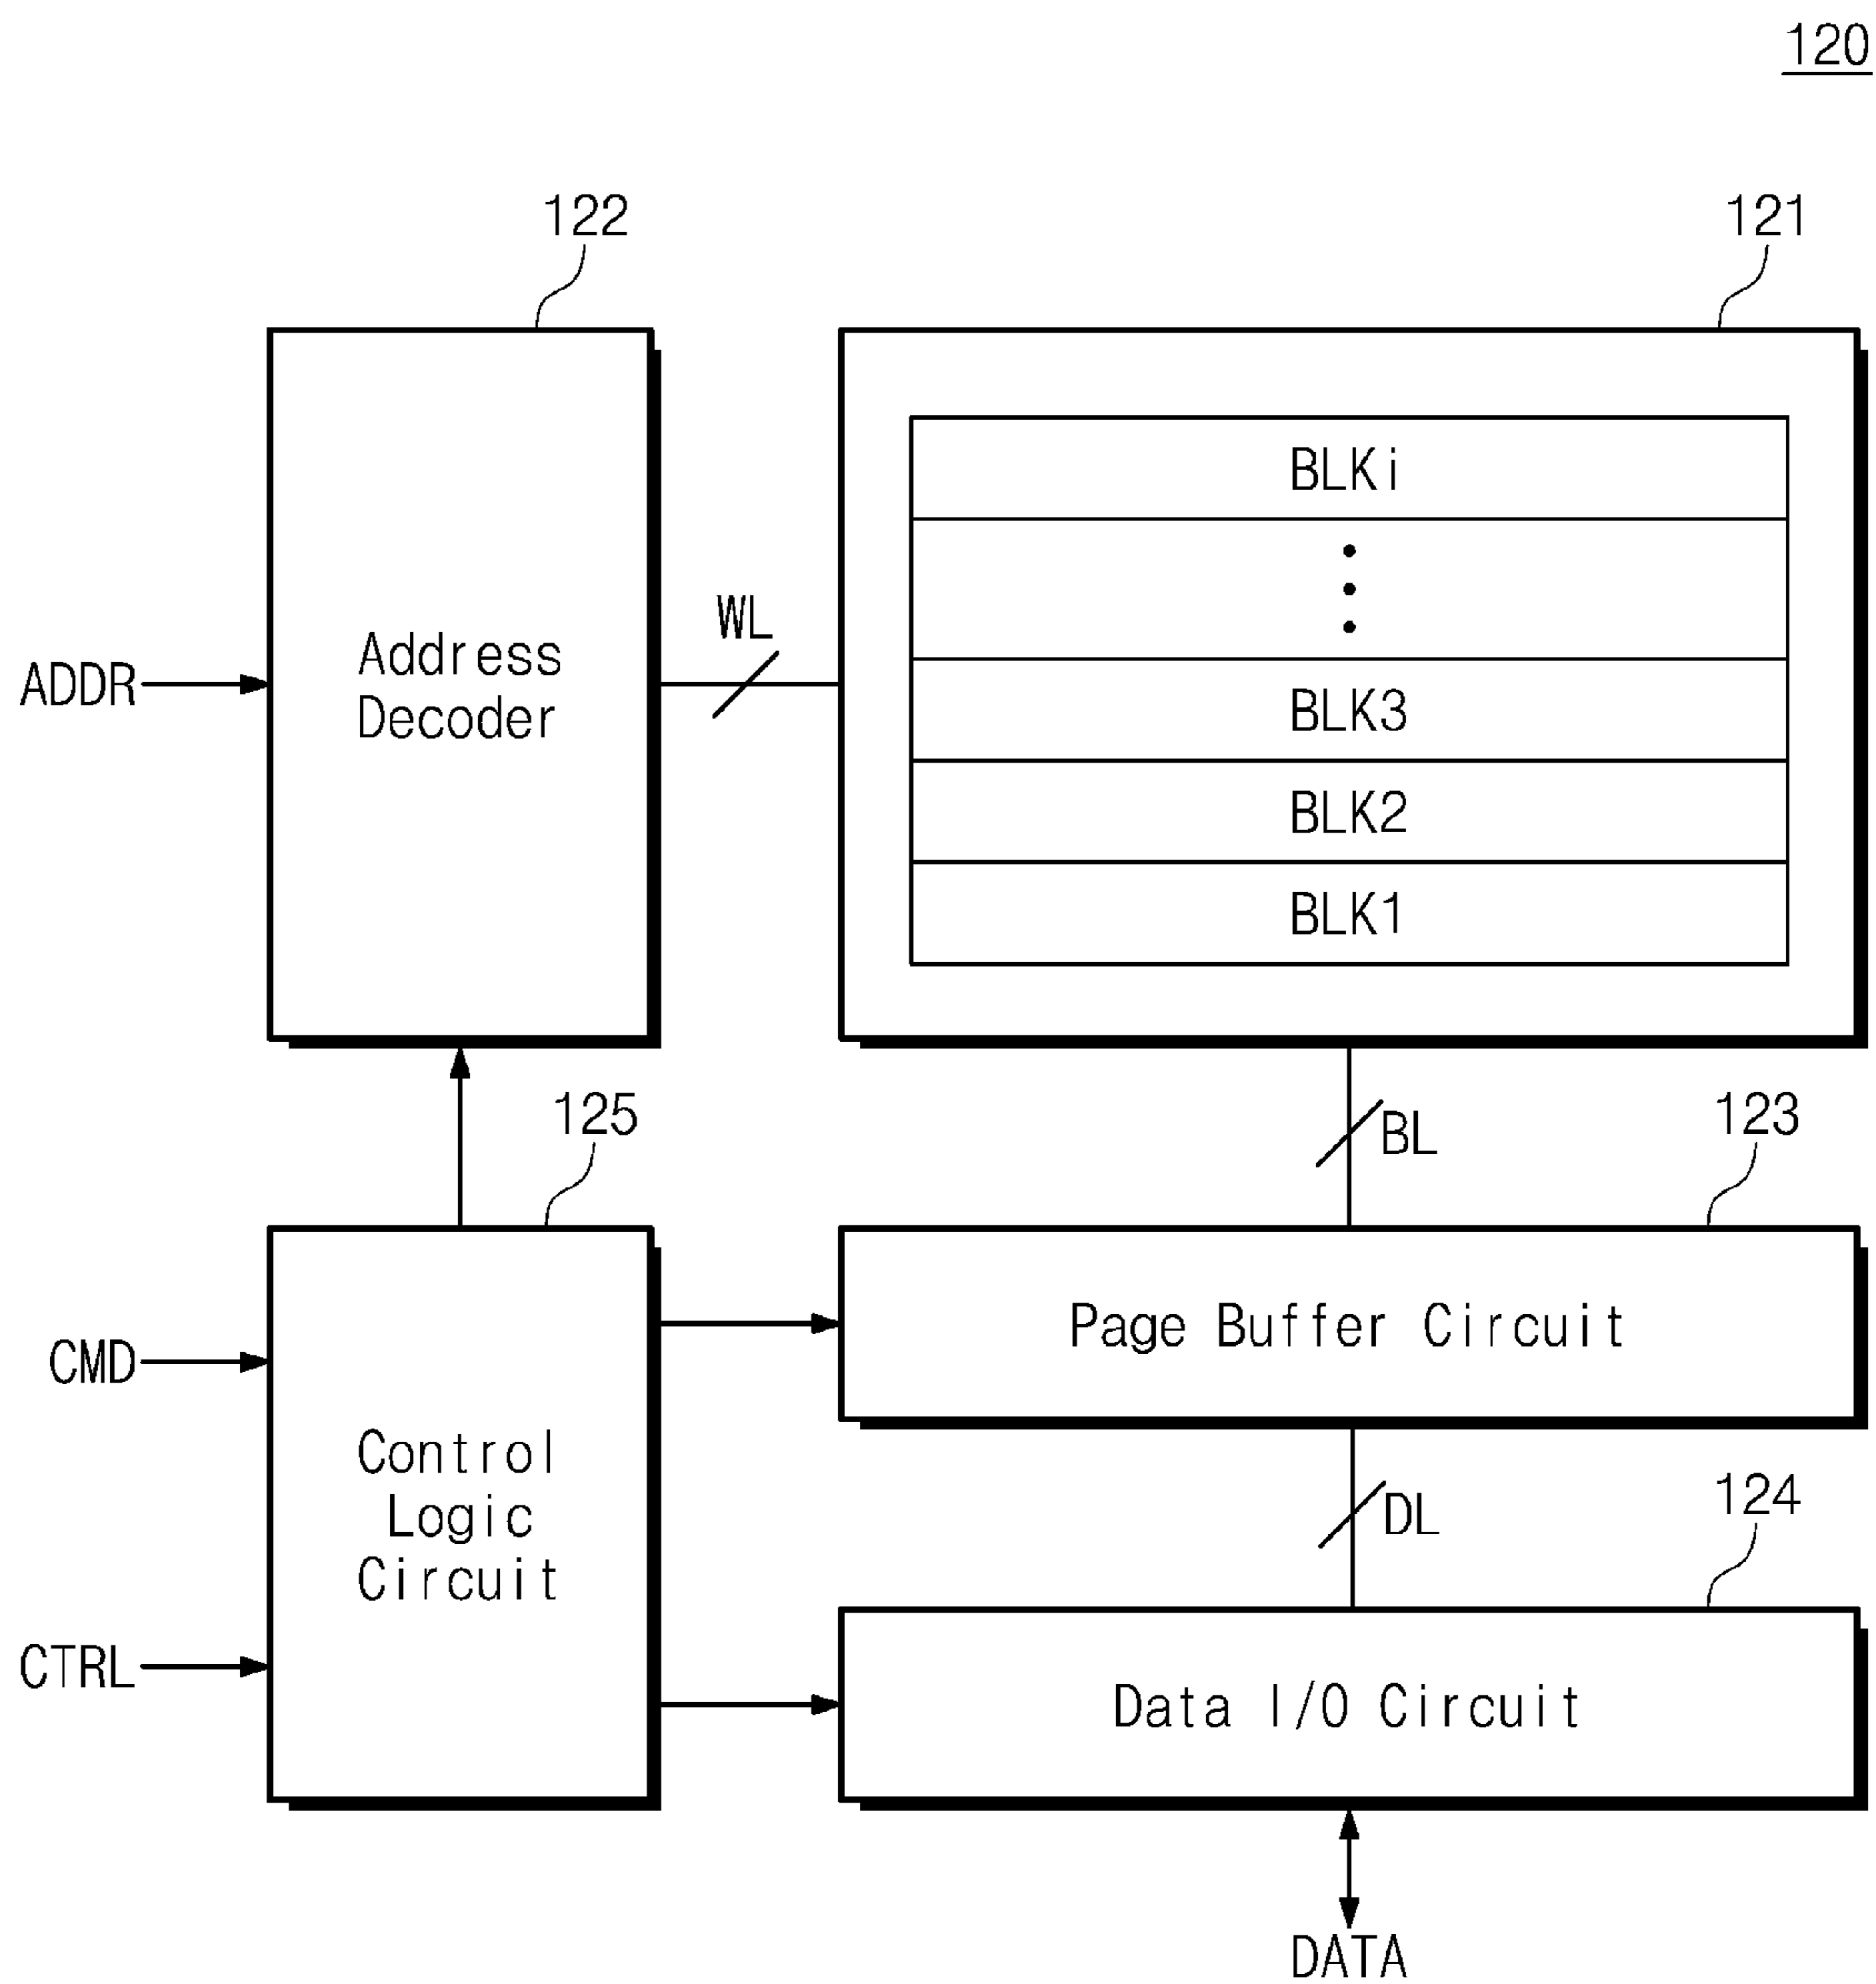 120
122
121
BLKi
WL
Address
Decoder
ADDR
BLK3
BLK2
BLK1
125
BL
123
CMD
Page Buffer Circuit
Control
Logic
Circuit
DL
124
CTRL
Data I/O Circuit
DATA